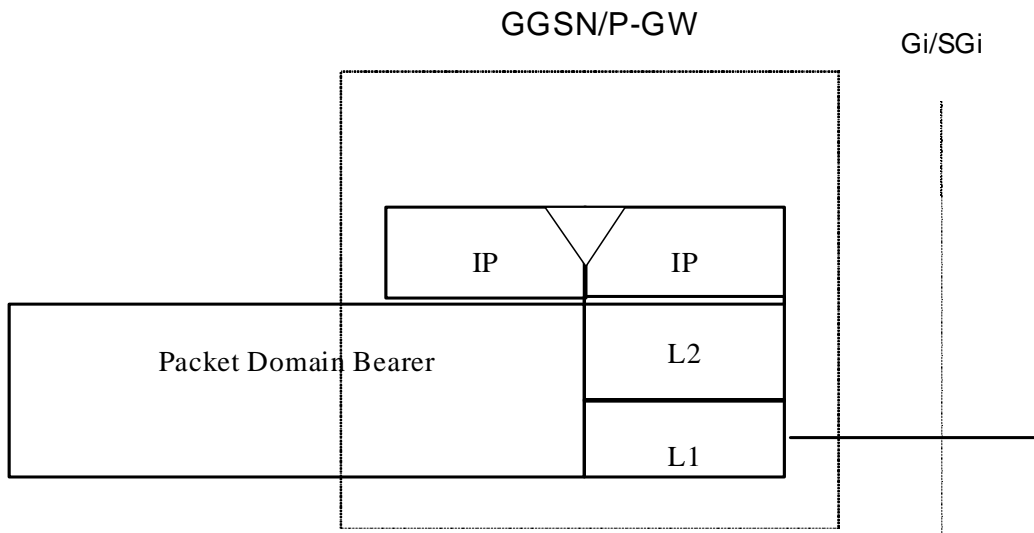 GGSN/P-GW
Gi/SGi
IP
IP
Packet Domain Bearer
L2
L1